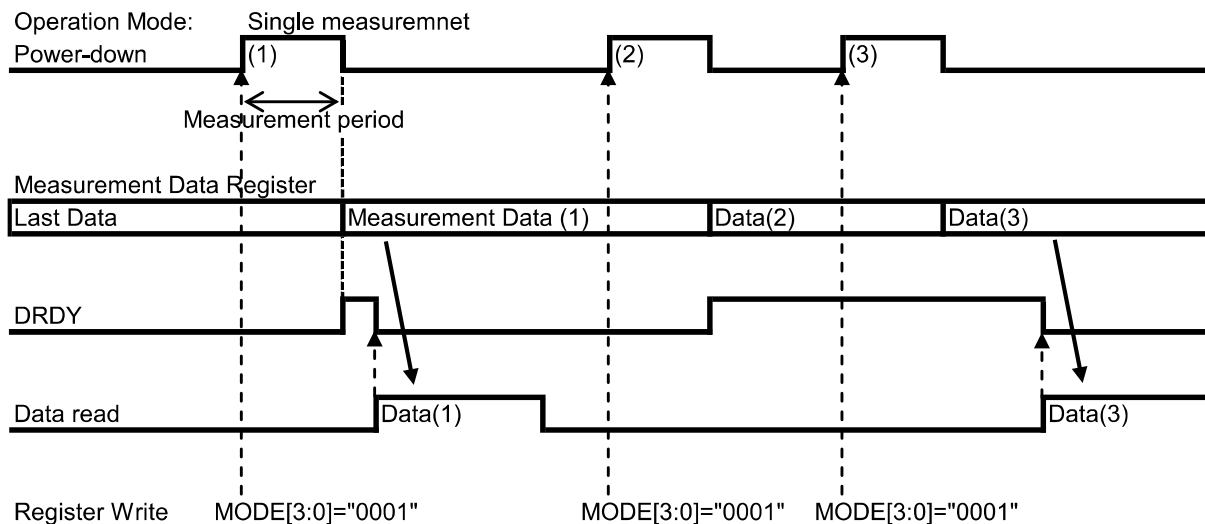 Operation Mode: Single measuremnet
Power-down (1) (2) (3)
Measurement period
Measurement Data Register
Last Data Measurement Data (1) Data(2) Data(3)
DRDY
Data read Data(1) Data(3)
Register Write MODE[3:0]="0001" MODE[3:0]="0001" MODE[3:0]="0001"